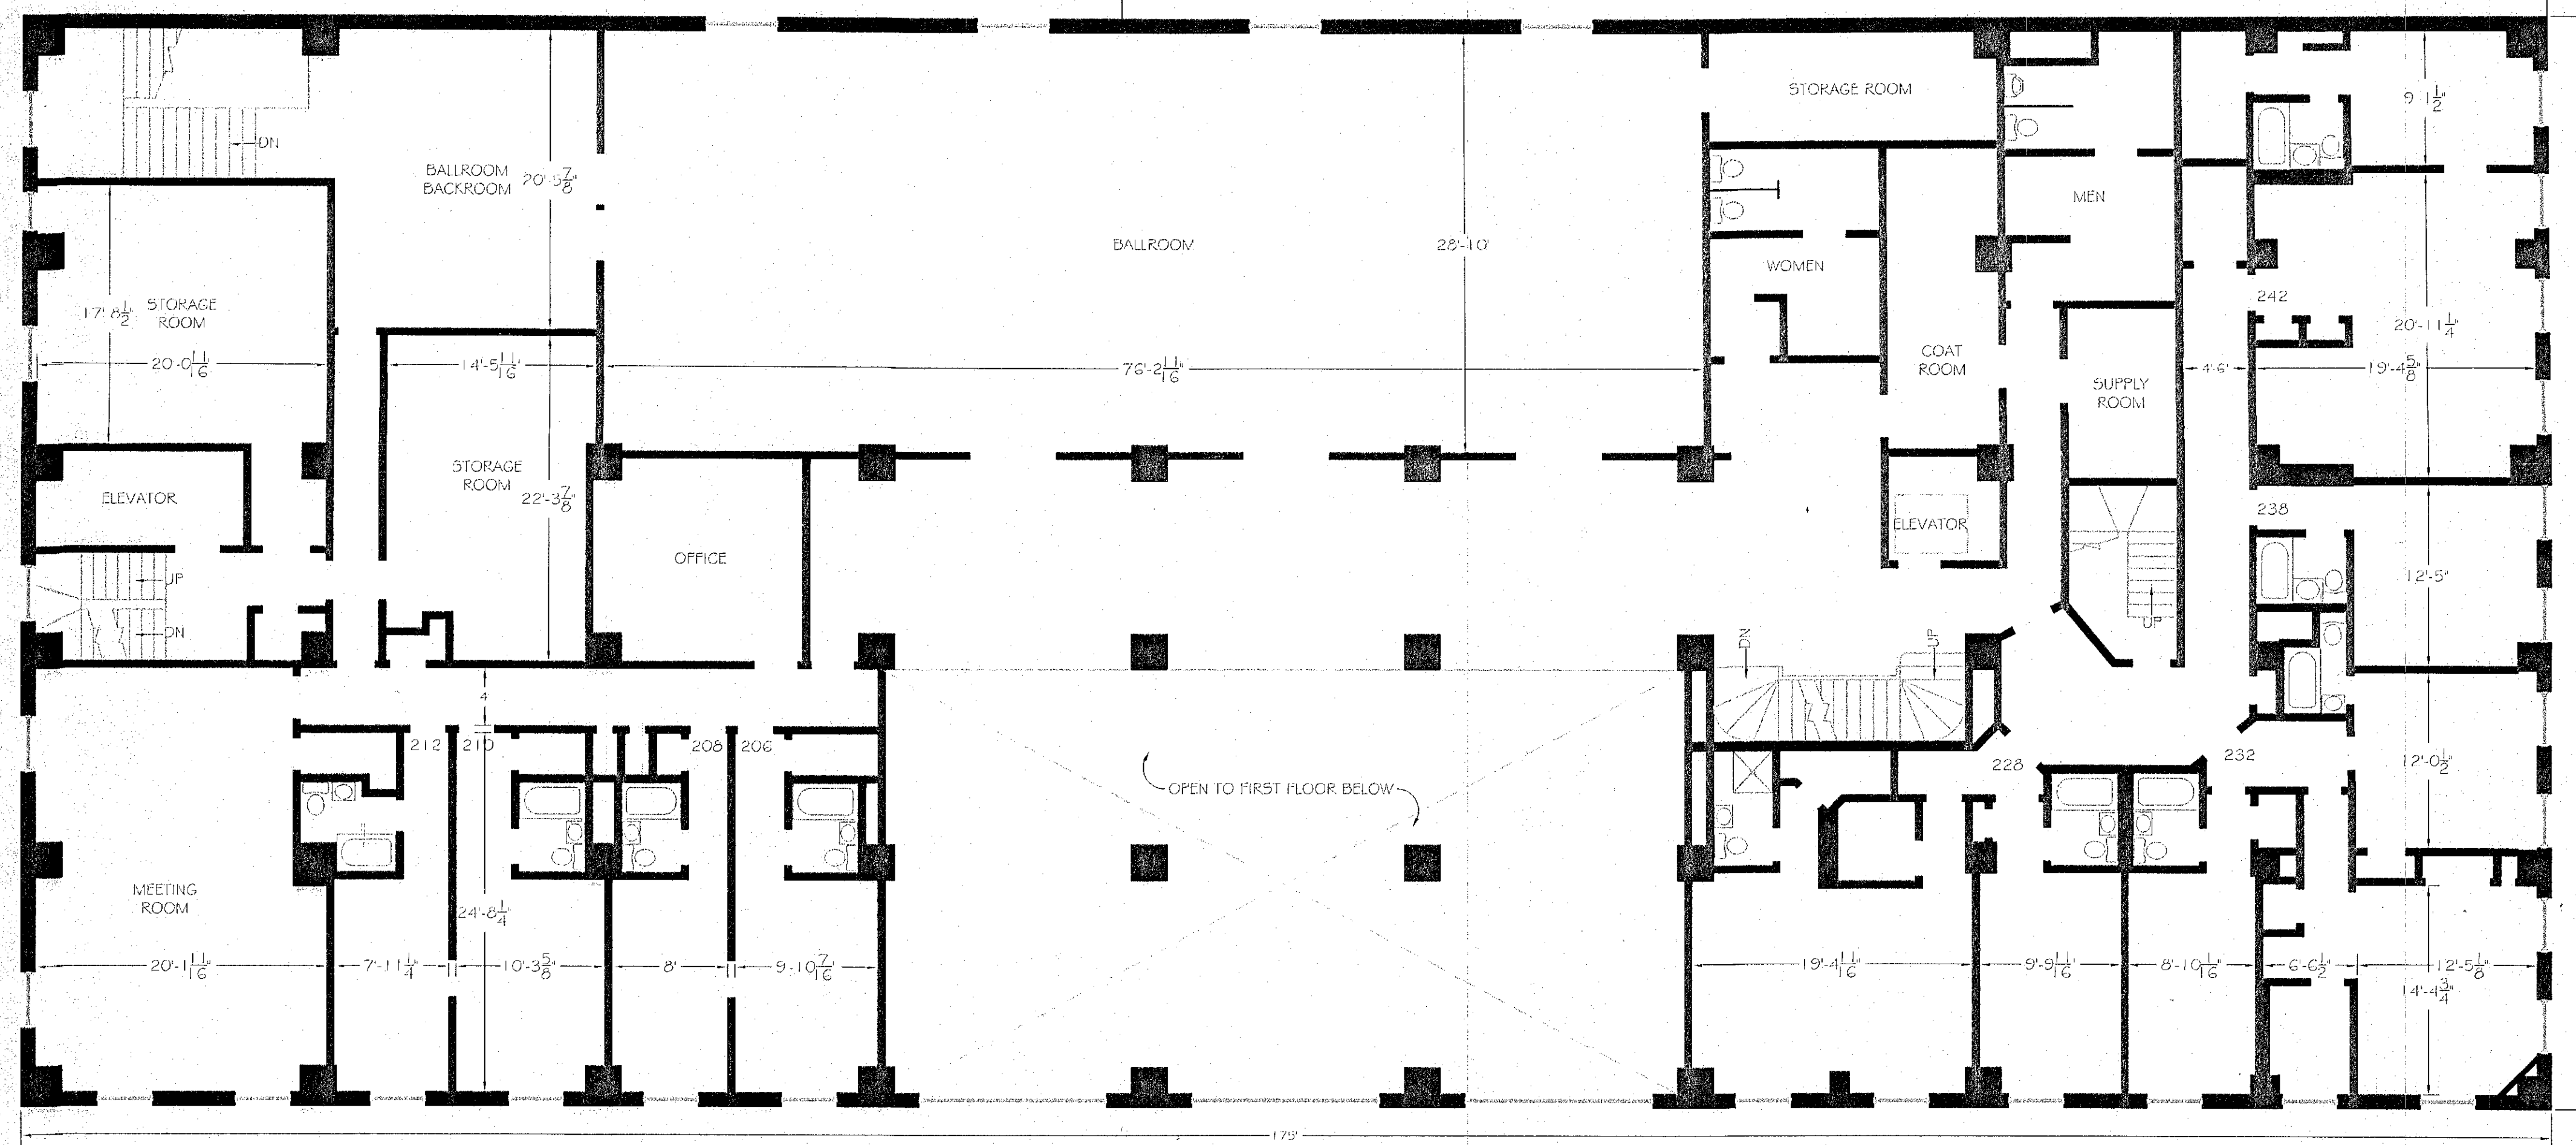 STORAGE ROOM
9'-1 1/2"
DN
BALLROOM
BACKROOM
20'-5 7/8"
MEN
BALLROOM
28'-10"
WOMEN
242
17'-8 1/2"
STORAGE
ROOM
20'-11 1/4"
20'-0 11/16"
14'-5 11/16"
76'-2 11/16"
COAT
ROOM
4'-6"
19'-4 5/8"
SUPPLY
ROOM
STORAGE
ROOM
22'-3 7/8"
ELEVATOR
238
ELEVATOR
OFFICE
UP
12'-5"
DN
UP
DN
UP
4'
212
210
208
206
228
232
12'-0 1/2"
OPEN TO FIRST FLOOR BELOW
MEETING
ROOM
24'-8 1/4"
20'-1 11/16"
7'-11 1/4"
10'-3 5/8"
8'
9'-10 7/16"
19'-4 11/16"
9'-9 11/16"
8'-10 1/16"
6'-6 1/2"
12'-5 1/8"
14'-4 3/4"
175'